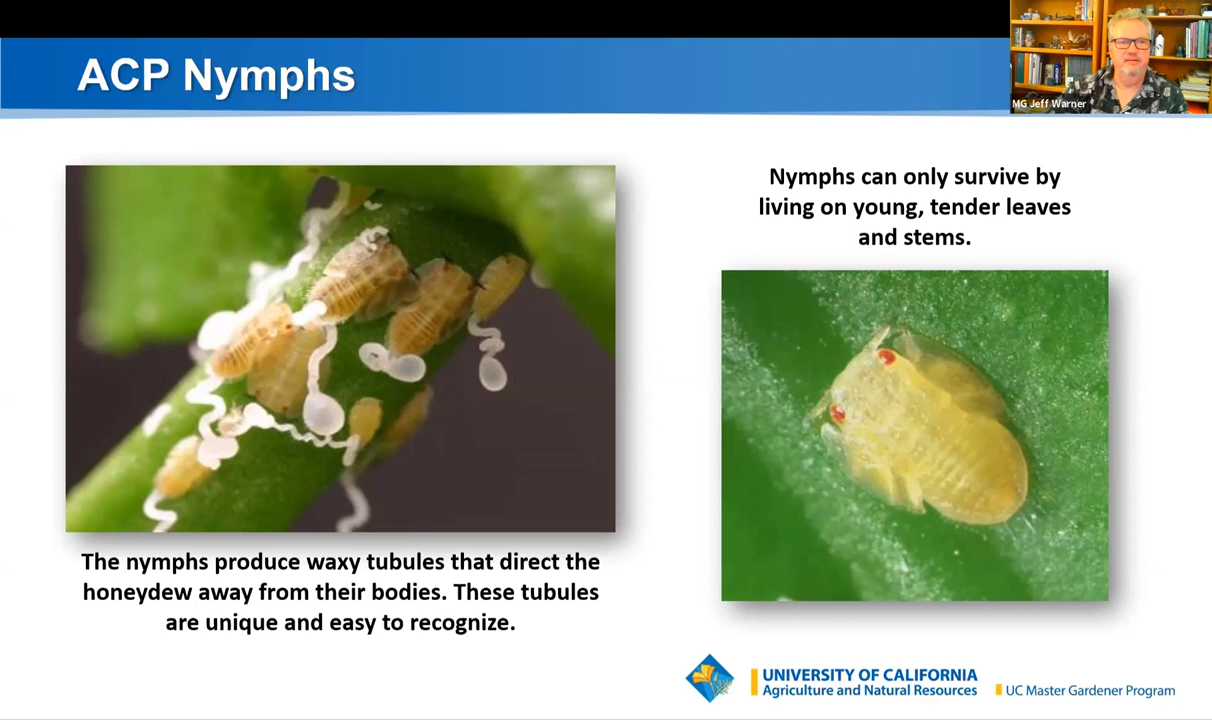 ACP Nymphs
MG Jeff Warner
Nymphs can only survive by
living on young, tender leaves
and stems.
The nymphs produce waxy tubules that direct the
honeydew away from their bodies. These tubules
are unique and easy to recognize.
UNIVERSITY OF CALIFORNIA
Agriculture and Natural Resources
UC Master Gardener Program